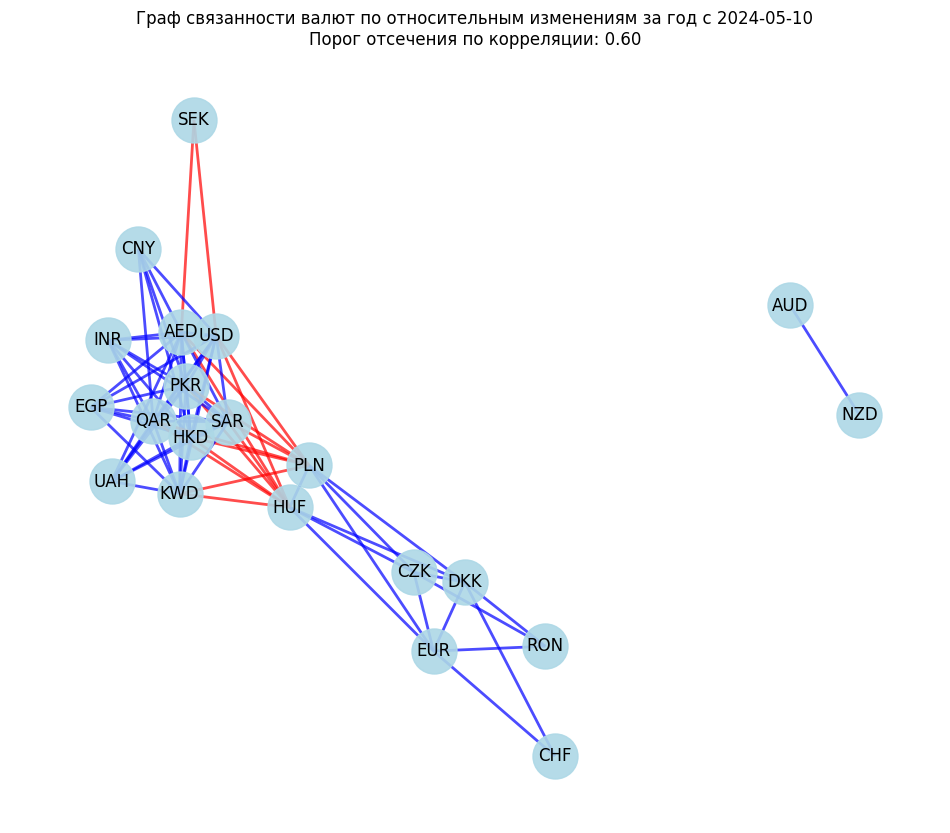 Граф связанности валют по относительным изменениям за год с 2024-05-10
Порог отсечения по корреляции: 0.60
SEK
CNY
AUD
AED
USD
INR
PKR
EGP
NZD
QAR
SAR
HKD
PLN
UAH
KWD
HUF
CZK
DKK
EUR
RON
CHF